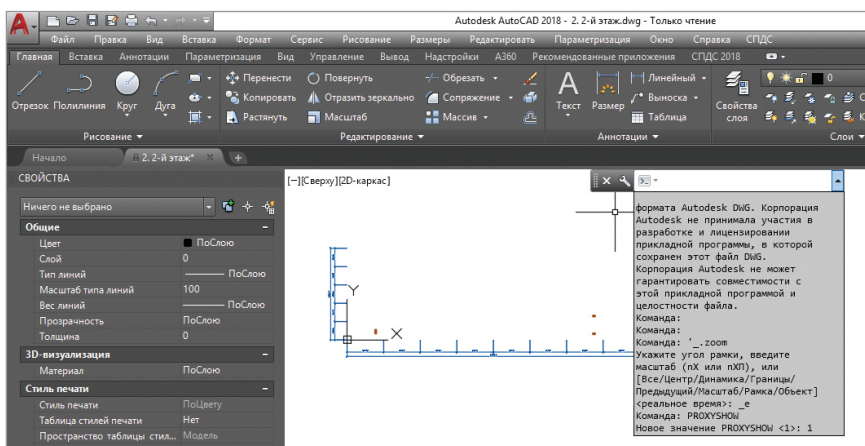 Autodesk AutoCAD 2018 - 2. 2-й этаж.dwg - Только чтение
Файл Правка Вид Вставка Формат Сервис Рисование Размеры Редактировать Параметризация Окно Справка СПДС
Главная Вставка Аннотации Параметризация Вид Управление Вывод Надстройки A360 Рекомендованные приложения СПДС 2018
Отрезок Полилиния Круг Дуга
Перенести Повернуть Обрезать
Копировать Отразить зеркально Сопряжение
Растянуть Масштаб Массив
Текст Размер
Линейный
Выноска
Таблица
Свойства слоя
0
Рисование Редактирование Аннотации Слои
Начало 2. 2-й этаж*
СВОЙСТВА
Ничего не выбрано
Общие
Цвет ПоСлою
Слой 0
Тип линий ПоСлою
Масштаб типа линий 100
Вес линий ПоСлою
Прозрачность ПоСлою
Толщина 0
3D-визуализация
Материал ПоСлою
Стиль печати
Стиль печати ПоЦвету
Таблица стилей печати Нет
Пространство таблицы стил... Модель
[−][Сверху][2D-каркас]
Y
X
формата Autodesk DWG. Корпорация
Autodesk не принимала участия в
разработке и лицензировании
прикладной программы, в которой
сохранен этот файл DWG.
Корпорация Autodesk не может
гарантировать совместимости с
этой прикладной программой и
целостности файла.
Команда:
Команда:
Команда: '_.zoom
Укажите угол рамки, введите
масштаб (nX или nXП), или
[Все/Центр/Динамика/Границы/
Предыдущий/Масштаб/Рамка/Объект]
<реальное время>: _e
Команда: PROXYSHOW
Новое значение PROXYSHOW <1>: 1